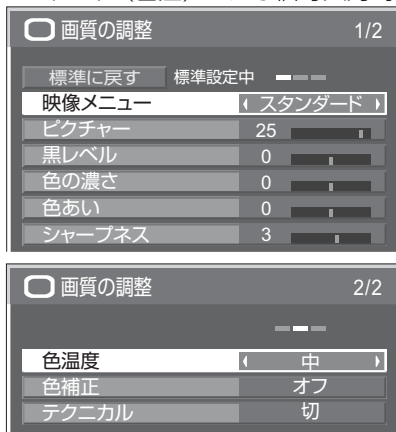 画質の調整 1/2
標準に戻す 標準設定中
映像メニュー スタンダード
ピクチャー 25
黒レベル 0
色の濃さ 0
色あい 0
シャープネス 3
画質の調整 2/2
色温度 中
色補正 オフ
テクニカル 切